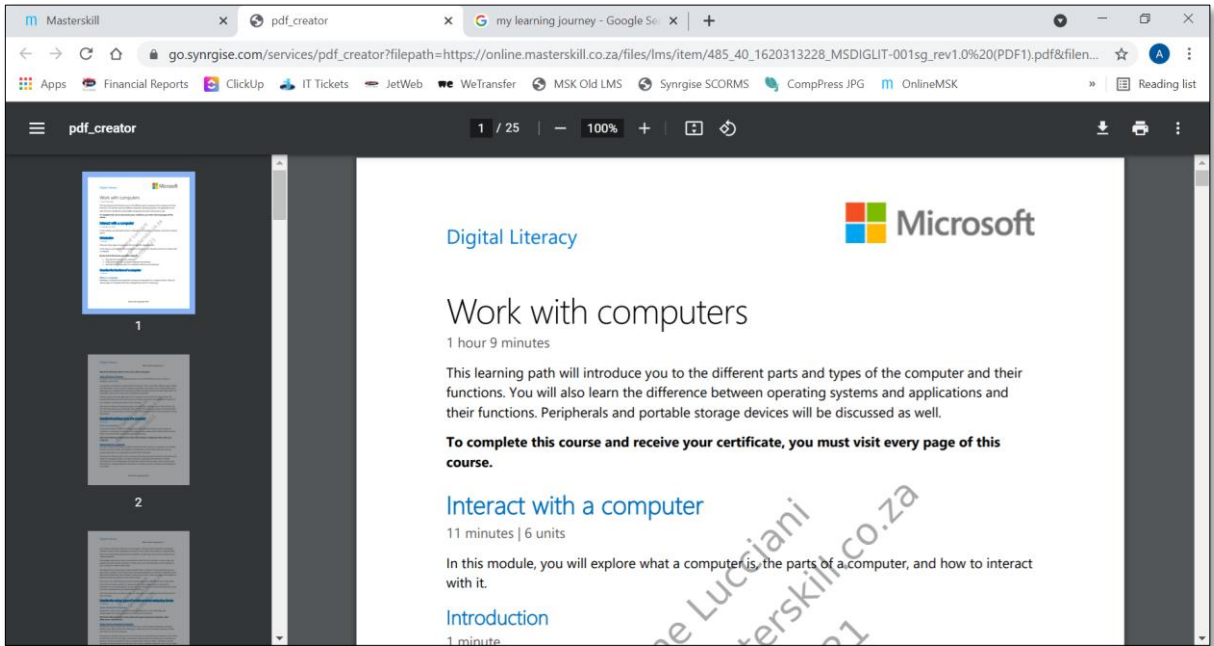 Masterskill
pdf_creator
my learning journey - Google Se
go.synrgise.com/services/pdf_creator?filepath=https://online.masterskill.co.za/files/lms/item/485_40_1620313228_MSDIGLIT-001sg_rev1.0%20(PDF1).pdf&filen...
A
Apps Financial Reports ClickUp IT Tickets JetWeb we WeTransfer MSK Old LMS Synrgise SCORMS CompPress JPG OnlineMSK » Reading list
pdf_creator 1 / 25 100%
1
2
Microsoft
Digital Literacy
Work with computers
1 hour 9 minutes
This learning path will introduce you to the different parts and types of the computer and their
functions. You will also learn the difference between operating systems and applications and
their functions. Peripherals and portable storage devices will be discussed as well.
To complete this course and receive your certificate, you must visit every page of this
course.
Interact with a computer
11 minutes | 6 units
In this module, you will explore what a computer is, the parts of a computer, and how to interact
with it.
Introduction
1 minute
Lucciani